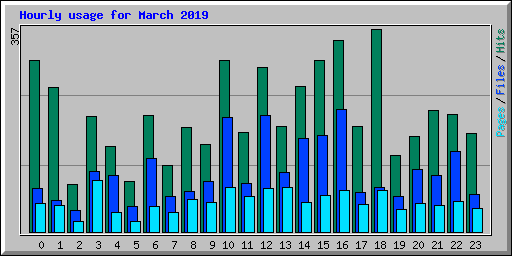 Hourly usage for March 2019
357
Pages/Files/Hits
0 1 2 3 4 5 6 7 8 9 10 11 12 13 14 15 16 17 18 19 20 21 22 23